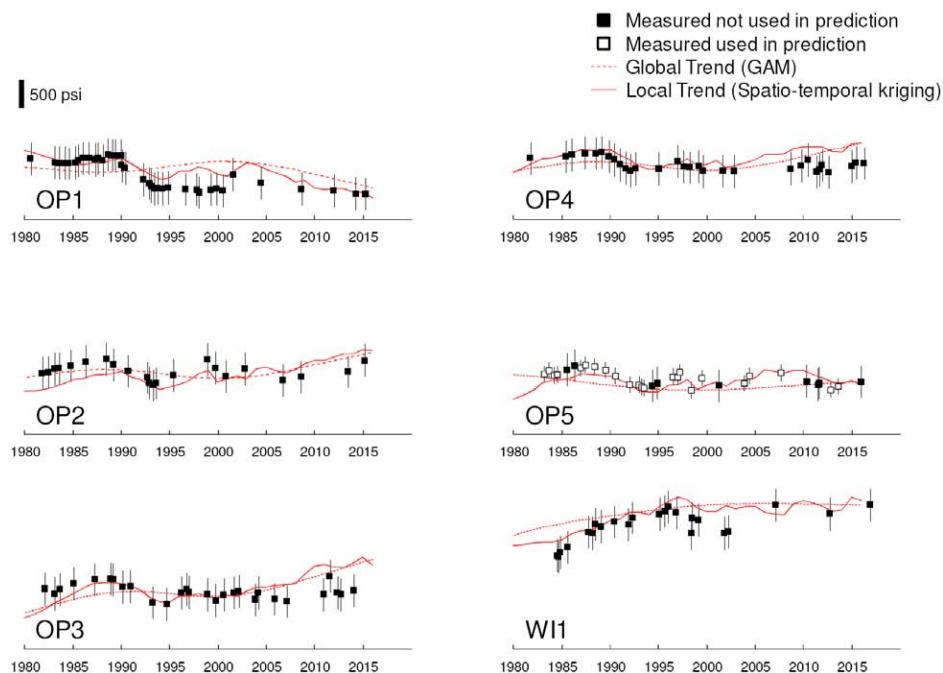 Measured not used in prediction
Measured used in prediction
Global Trend (GAM)
Local Trend (Spatio-temporal kriging)
500 psi
OP1
1980 1985 1990 1995 2000 2005 2010 2015
OP4
1980 1985 1990 1995 2000 2005 2010 2015
OP2
1980 1985 1990 1995 2000 2005 2010 2015
OP5
1980 1985 1990 1995 2000 2005 2010 2015
OP3
1980 1985 1990 1995 2000 2005 2010 2015
WI1
1980 1985 1990 1995 2000 2005 2010 2015